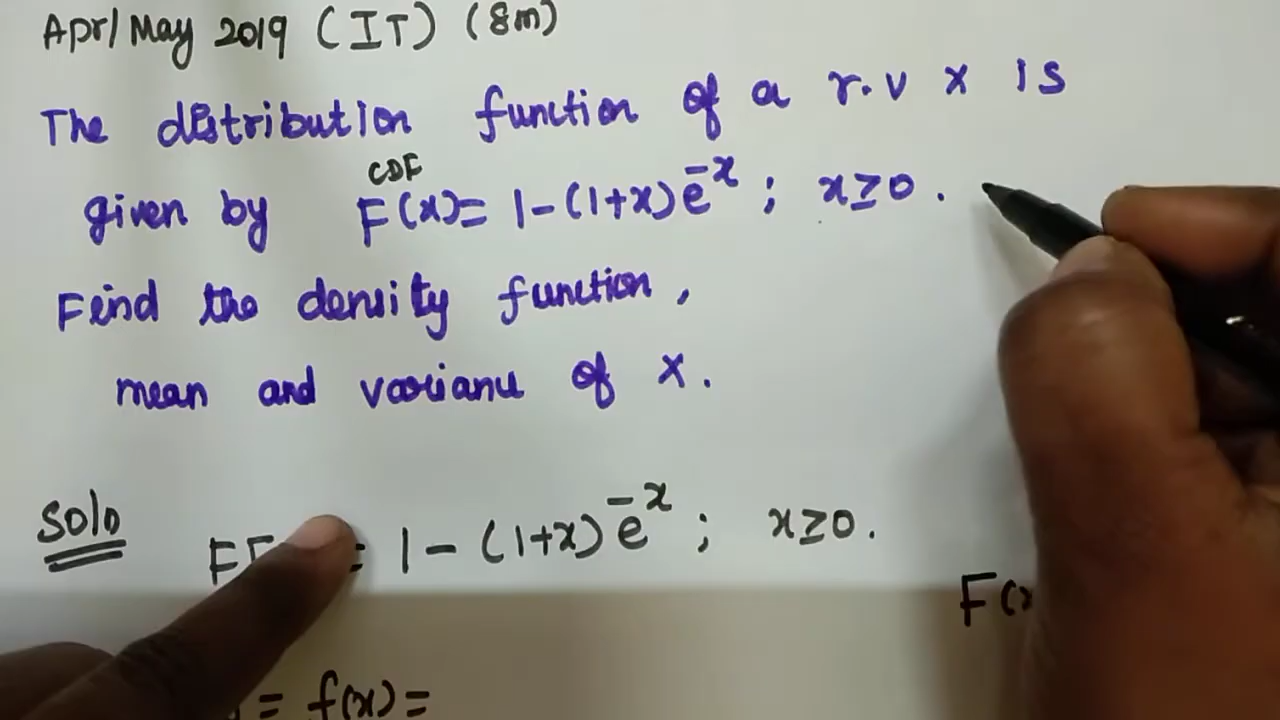 Apr/May 2019 (IT) (8m)
The distribution function of a r.v X is
CDF
given by F(x) = 1-(1+x)e^-x ; x≥0.
Find the density function,
mean and variance of X.
Soln
= 1 - (1+x)e^-x ; x≥0.
F(x
= f(x) =